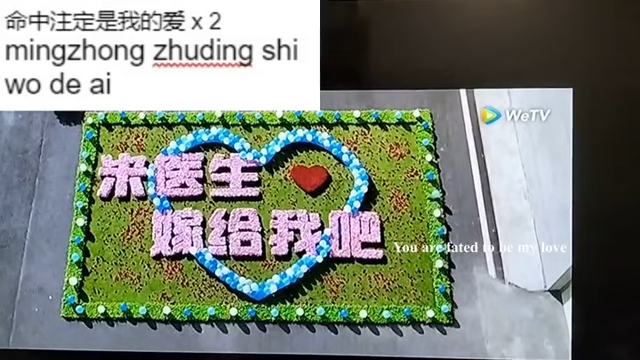 命中注定是我的爱 x 2
mingzhong zhuding shi
wo de ai
WeTV
米医生
嫁给我吧
You are fated to be my love